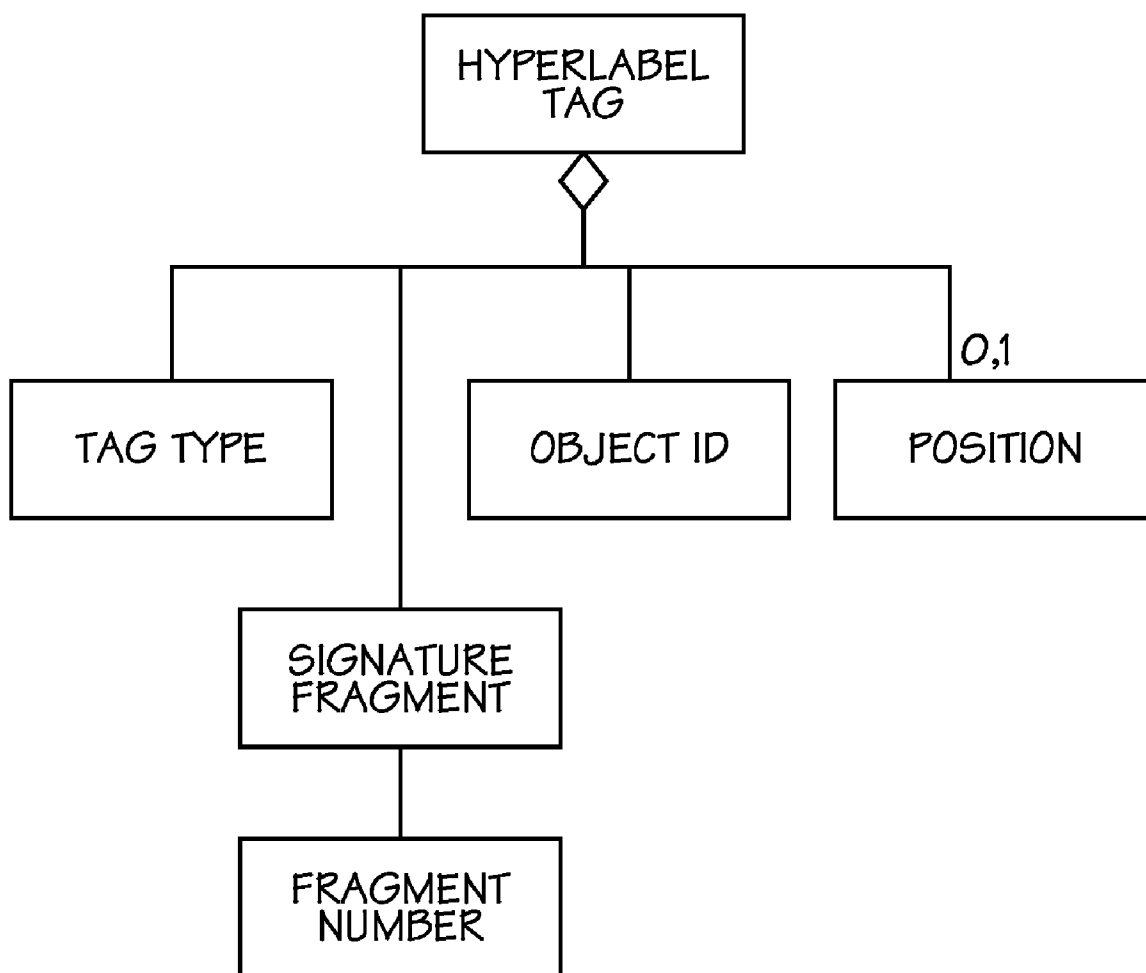 HYPERLABEL
TAG
0,1
TAG TYPE
OBJECT ID
POSITION
SIGNATURE
FRAGMENT
FRAGMENT
NUMBER